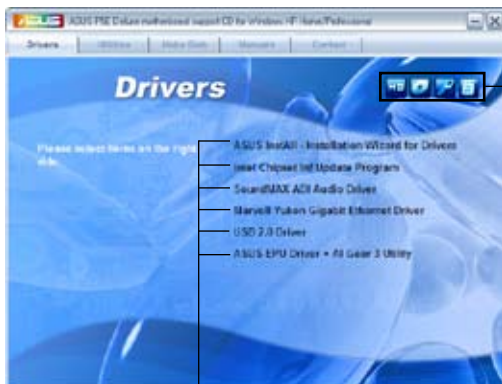 ASUS P5E Deluxe motherboard support CD for Windows XP Home/Professional
Drivers Utilities Make Disk Manuals Contact
Drivers
Please select items on the right side.
ASUS InstAll - Installation Wizard for Drivers
Intel Chipset Inf Update Program
SoundMAX ADI Audio Driver
Marvell Yukon Gigabit Ethernet Driver
USB 2.0 Driver
ASUS EPU Driver + AI Gear 3 Utility